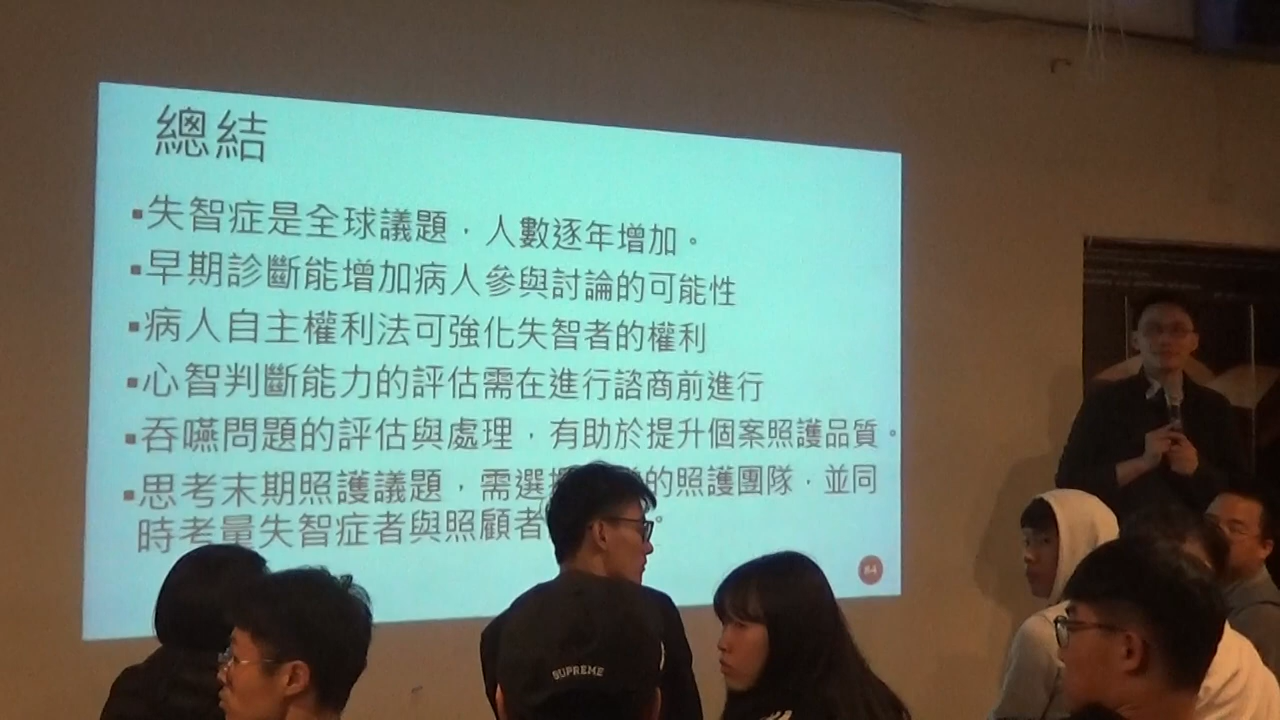 總結
▪失智症是全球議題，人數逐年增加。
▪早期診斷能增加病人參與討論的可能性
▪病人自主權利法可強化失智者的權利
▪心智判斷能力的評估需在進行諮商前進行
▪吞嚥問題的評估與處理，有助於提升個案照護品質。
▪思考末期照護議題，需選 的照護團隊，並同
時考量失智症者與照顧者 。
64
SUPREME